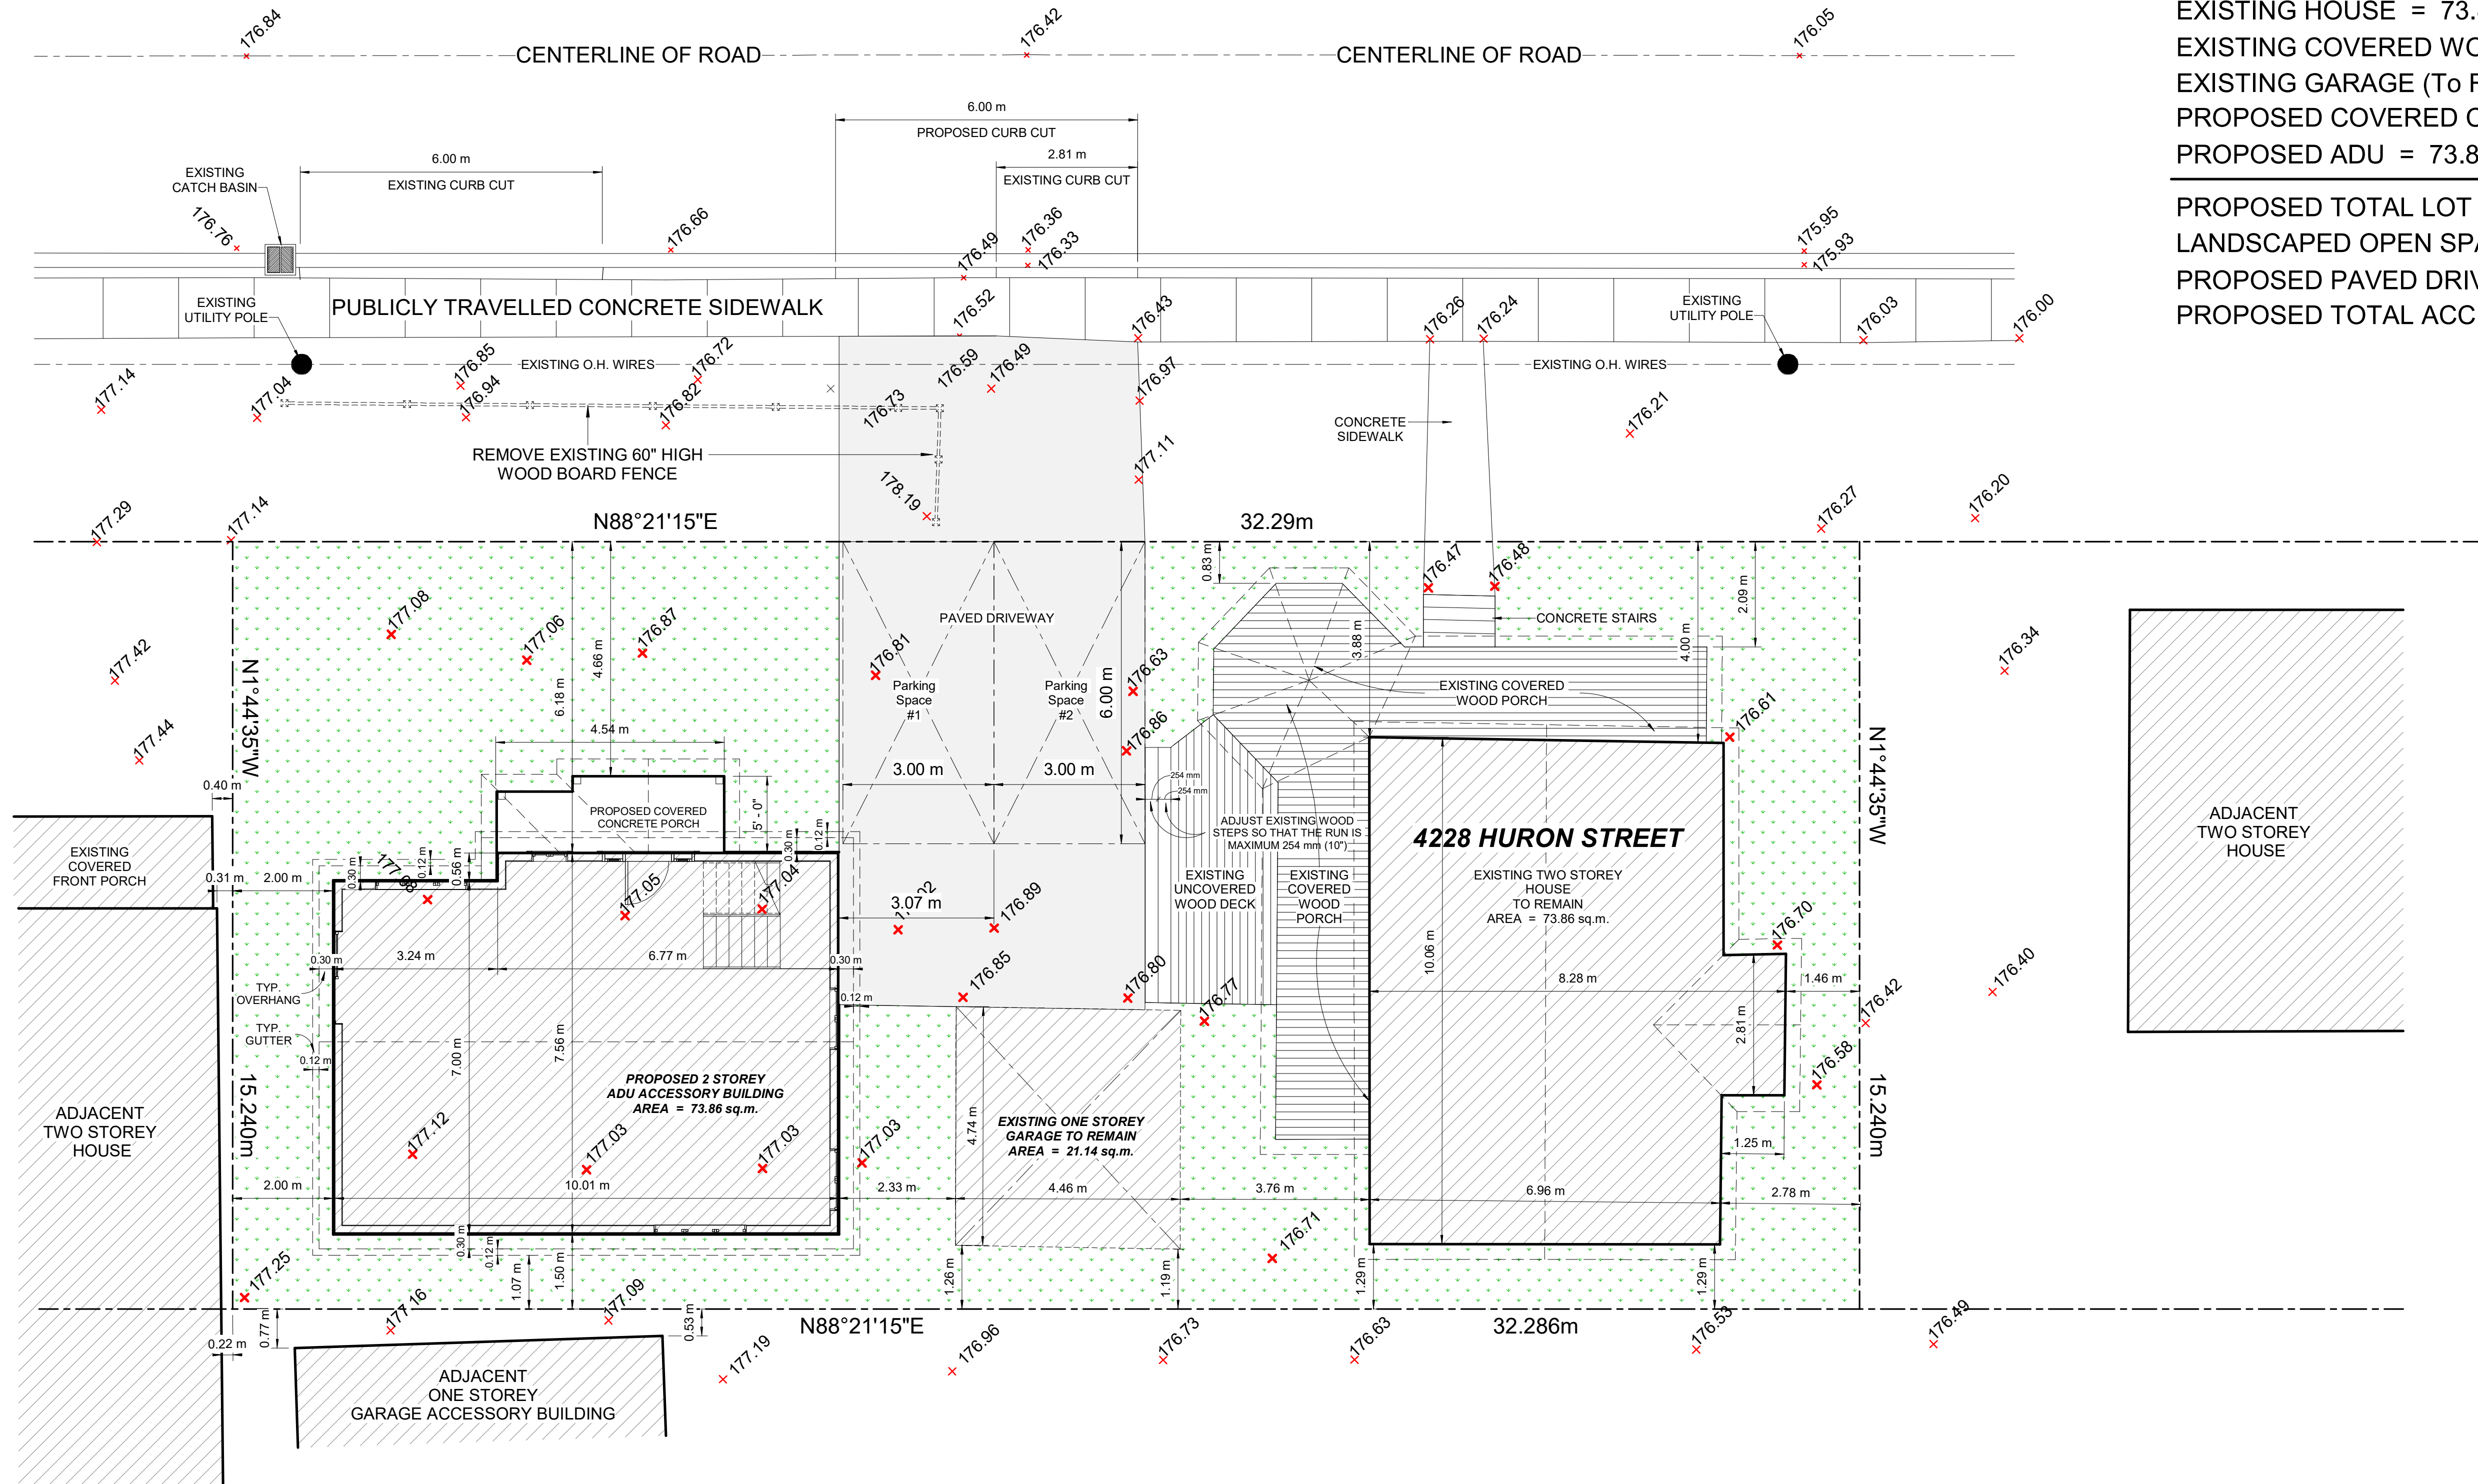 EXISTING HOUSE = 73.
EXISTING COVERED WO
EXISTING GARAGE (To R
PROPOSED COVERED C
PROPOSED ADU = 73.8
PROPOSED TOTAL LOT
LANDSCAPED OPEN SPA
PROPOSED PAVED DRIV
PROPOSED TOTAL ACC
176.84
176.42
176.05
CENTERLINE OF ROAD
CENTERLINE OF ROAD
6.00 m
PROPOSED CURB CUT
6.00 m
EXISTING CURB CUT
2.81 m
EXISTING CURB CUT
EXISTING
CATCH BASIN
176.76
176.66
176.49
176.36
176.33
175.95
175.93
EXISTING
UTILITY POLE
PUBLICLY TRAVELLED CONCRETE SIDEWALK
176.52
176.43
176.26
176.24
EXISTING
UTILITY POLE
176.03
176.00
EXISTING O.H. WIRES
EXISTING O.H. WIRES
177.14
177.04
176.85
176.94
176.72
176.82
176.73
176.59
176.49
176.97
CONCRETE
SIDEWALK
176.21
REMOVE EXISTING 60" HIGH
WOOD BOARD FENCE
177.11
178.19
177.29
177.14
N88°21'15"E
32.29m
176.27
176.20
0.83 m
176.47
176.48
2.09 m
177.08
177.06
176.87
4.66 m
6.18 m
PAVED DRIVEWAY
CONCRETE STAIRS
3.88 m
4.00 m
177.42
N1°44'35"W
176.81
Parking
Space
#1
Parking
Space
#2
176.63
6.00 m
EXISTING COVERED
WOOD PORCH
176.34
177.44
4.54 m
176.86
176.61
N1°44'35"W
3.00 m
3.00 m
254 mm
254 mm
0.40 m
PROPOSED COVERED
CONCRETE PORCH
5' - 0"
0.30 m
0.12 m
ADJUST EXISTING WOOD
STEPS SO THAT THE RUN IS
MAXIMUM 254 mm (10")
4228 HURON STREET
ADJACENT
TWO STOREY
HOUSE
EXISTING
COVERED
FRONT PORCH
0.31 m
2.00 m
0.30 m
0.12 m
0.56 m
177.05
177.04
3.07 m
176.89
EXISTING
UNCOVERED
WOOD DECK
EXISTING
COVERED
WOOD
PORCH
EXISTING TWO STOREY
HOUSE
TO REMAIN
AREA = 73.86 sq.m.
176.70
0.30 m
3.24 m
6.77 m
0.30 m
10.06 m
TYP.
OVERHANG
0.12 m
176.85
176.80
176.77
8.28 m
1.46 m
176.42
176.40
TYP.
GUTTER
0.12 m
7.00 m
7.56 m
2.81 m
176.58
15.240m
PROPOSED 2 STOREY
ADU ACCESSORY BUILDING
AREA = 73.86 sq.m.
4.74 m
EXISTING ONE STOREY
GARAGE TO REMAIN
AREA = 21.14 sq.m.
15.240m
ADJACENT
TWO STOREY
HOUSE
177.12
177.03
177.03
177.03
1.25 m
2.00 m
10.01 m
2.33 m
4.46 m
3.76 m
6.96 m
2.78 m
0.30 m
0.12 m
176.71
177.25
1.07 m
1.50 m
1.26 m
1.19 m
1.29 m
1.29 m
177.16
177.09
0.77 m
0.22 m
0.53 m
N88°21'15"E
32.286m
177.19
176.96
176.73
176.63
176.53
176.49
ADJACENT
ONE STOREY
GARAGE ACCESSORY BUILDING